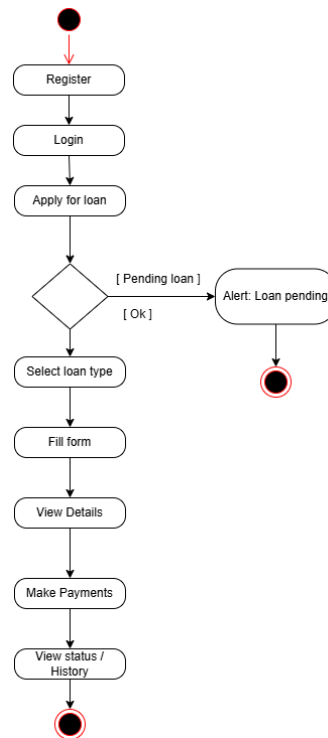 Register
Login
Apply for loan
[ Pending loan ]
Alert: Loan pending
[ Ok ]
Select loan type
Fill form
View Details
Make Payments
View status /
History